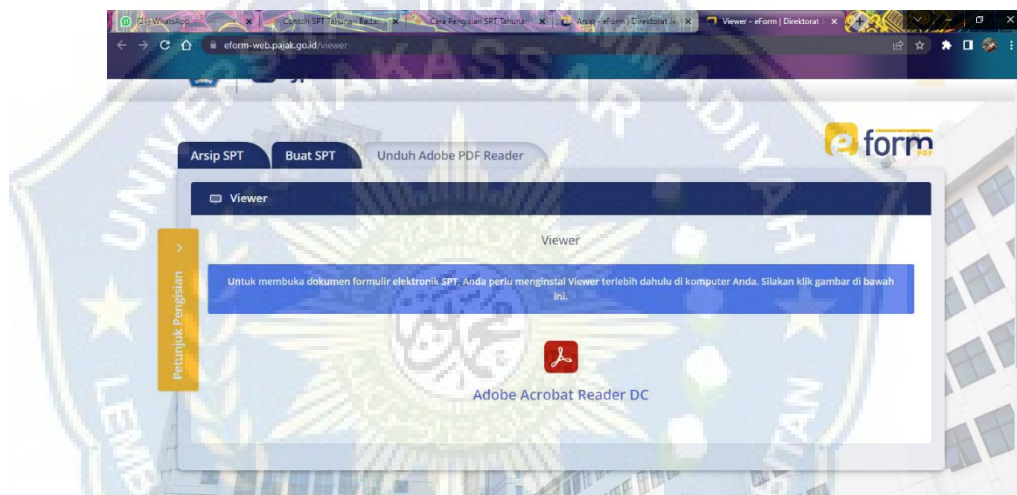 (24) WhatsApp
Contoh SPT Tahunan Badan
Cara Pengisian SPT Tahunan
Arsip - eForm | Direktorat Je
Viewer - eForm | Direktorat J
eform-web.pajak.go.id/viewer
MAKASSAR
Arsip SPT
Buat SPT
Unduh Adobe PDF Reader
e form
PDF
Viewer
Viewer
Untuk membuka dokumen formulir elektronik SPT, Anda perlu menginstal Viewer terlebih dahulu di komputer Anda. Silakan klik gambar di bawah
ini.
Petunjuk Pengisian
Adobe Acrobat Reader DC